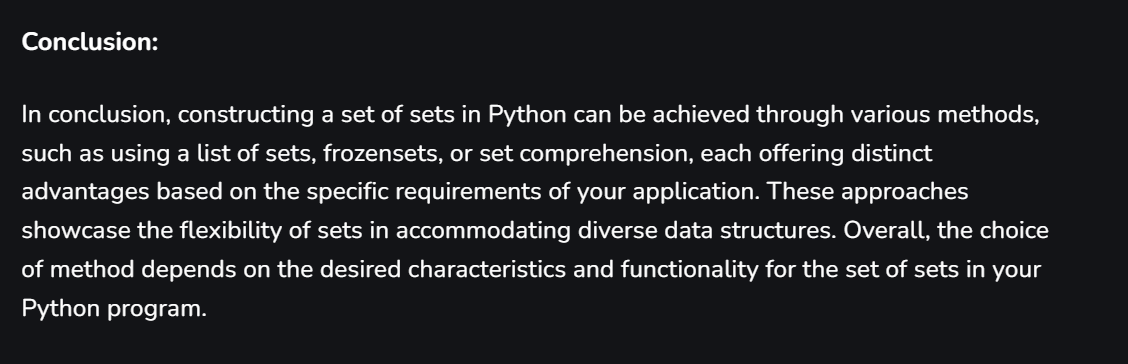 Conclusion:
In conclusion, constructing a set of sets in Python can be achieved through various methods,
such as using a list of sets, frozensets, or set comprehension, each offering distinct
advantages based on the specific requirements of your application. These approaches
showcase the flexibility of sets in accommodating diverse data structures. Overall, the choice
of method depends on the desired characteristics and functionality for the set of sets in your
Python program.